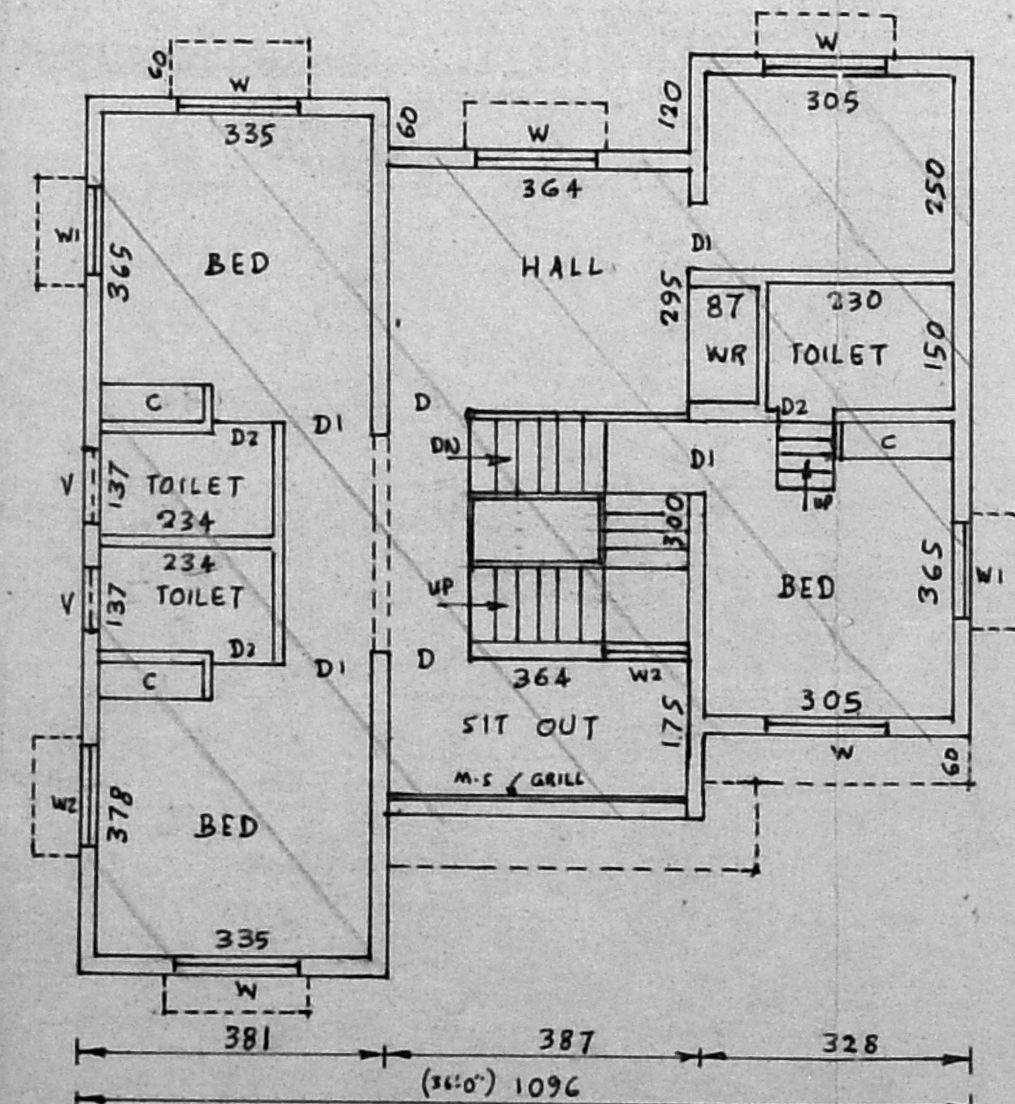 W
305
60
W
335
60
W
364
120
250
W1
365
BED
HALL
D1
295
87
WR
230
TOILET
150
C
D1
D
D2
DN
D1
D2
C
UP
V
137
TOILET
234
300
234
TOILET
V
137
UP
BED
365
W1
D2
D1
D
364
W2
C
SIT OUT
175
305
W
60
M.S GRILL
W2
378
BED
335
W
381
387
328
(36'.0") 1096